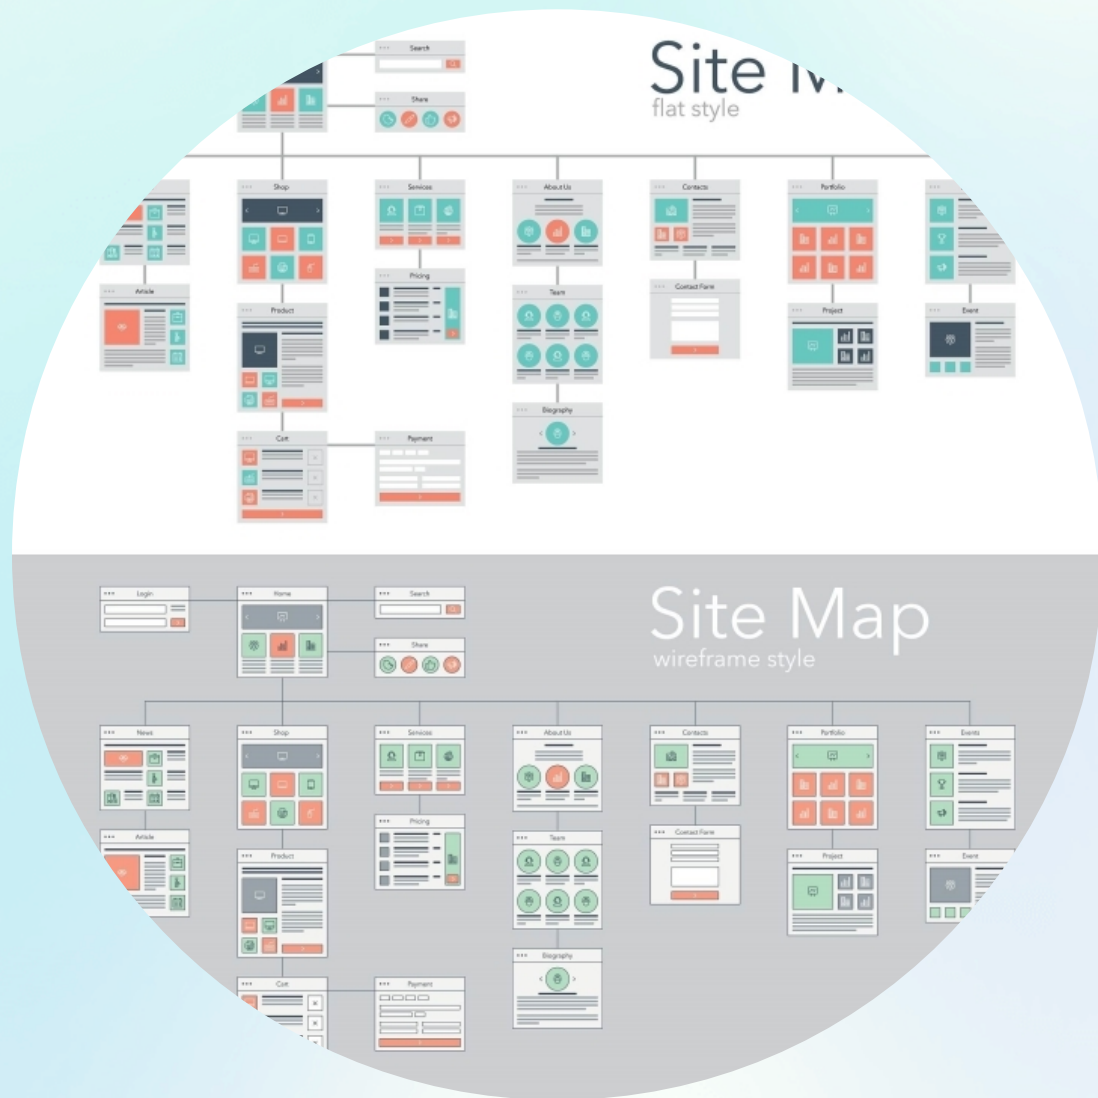 Search
Site M
flat style
Share
Shop
Services
About Us
Contacts
Portfolio
Pricing
Article
Team
Contact Form
Product
Project
Event
Biography
Cart
Payment
Login
Home
Search
Site Map
wireframe style
Share
News
Shop
Services
About Us
Contacts
Portfolio
Events
Pricing
Article
Team
Contact Form
Product
Project
Event
Biography
Cart
Payment